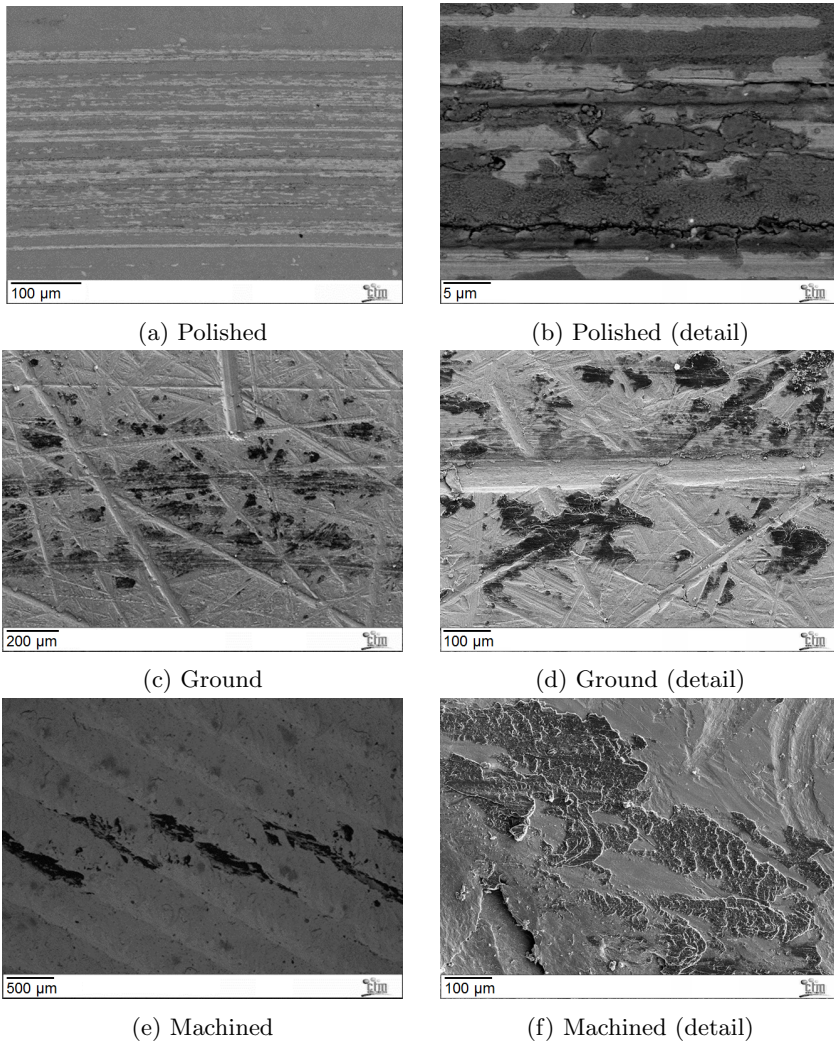 100 µm
5 µm
(a) Polished
(b) Polished (detail)
200 µm
100 µm
(c) Ground
(d) Ground (detail)
500 µm
100 µm
(e) Machined
(f) Machined (detail)